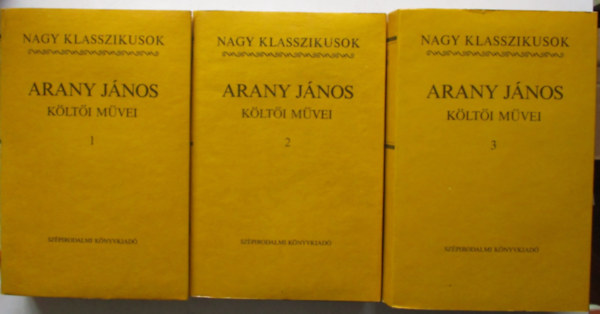 NAGY KLASSZIKUSOK
ARANY JÁNOS
KÖLTŐI MŰVEI
1
SZÉPIRODALMI KÖNYVKIADÓ
NAGY KLASSZIKUSOK
ARANY JÁNOS
KÖLTŐI MŰVEI
2
SZÉPIRODALMI KÖNYVKIADÓ
NAGY KLASSZIKUSOK
ARANY JÁNOS
KÖLTŐI MŰVEI
3
SZÉPIRODALMI KÖNYVKIADÓ